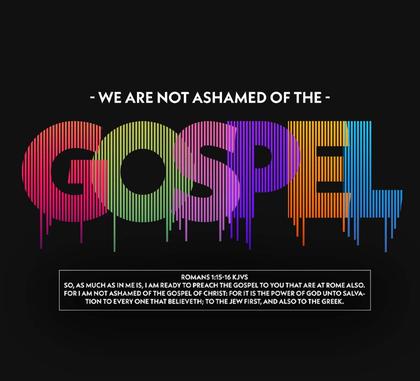 - WE ARE NOT ASHAMED OF THE -
GOSPEL
ROMANS 1:15-16 KJVS
SO, AS MUCH AS IN ME IS, I AM READY TO PREACH THE GOSPEL TO YOU THAT ARE AT ROME ALSO.
FOR I AM NOT ASHAMED OF THE GOSPEL OF CHRIST: FOR IT IS THE POWER OF GOD UNTO SALVA-
TION TO EVERY ONE THAT BELIEVETH; TO THE JEW FIRST, AND ALSO TO THE GREEK.